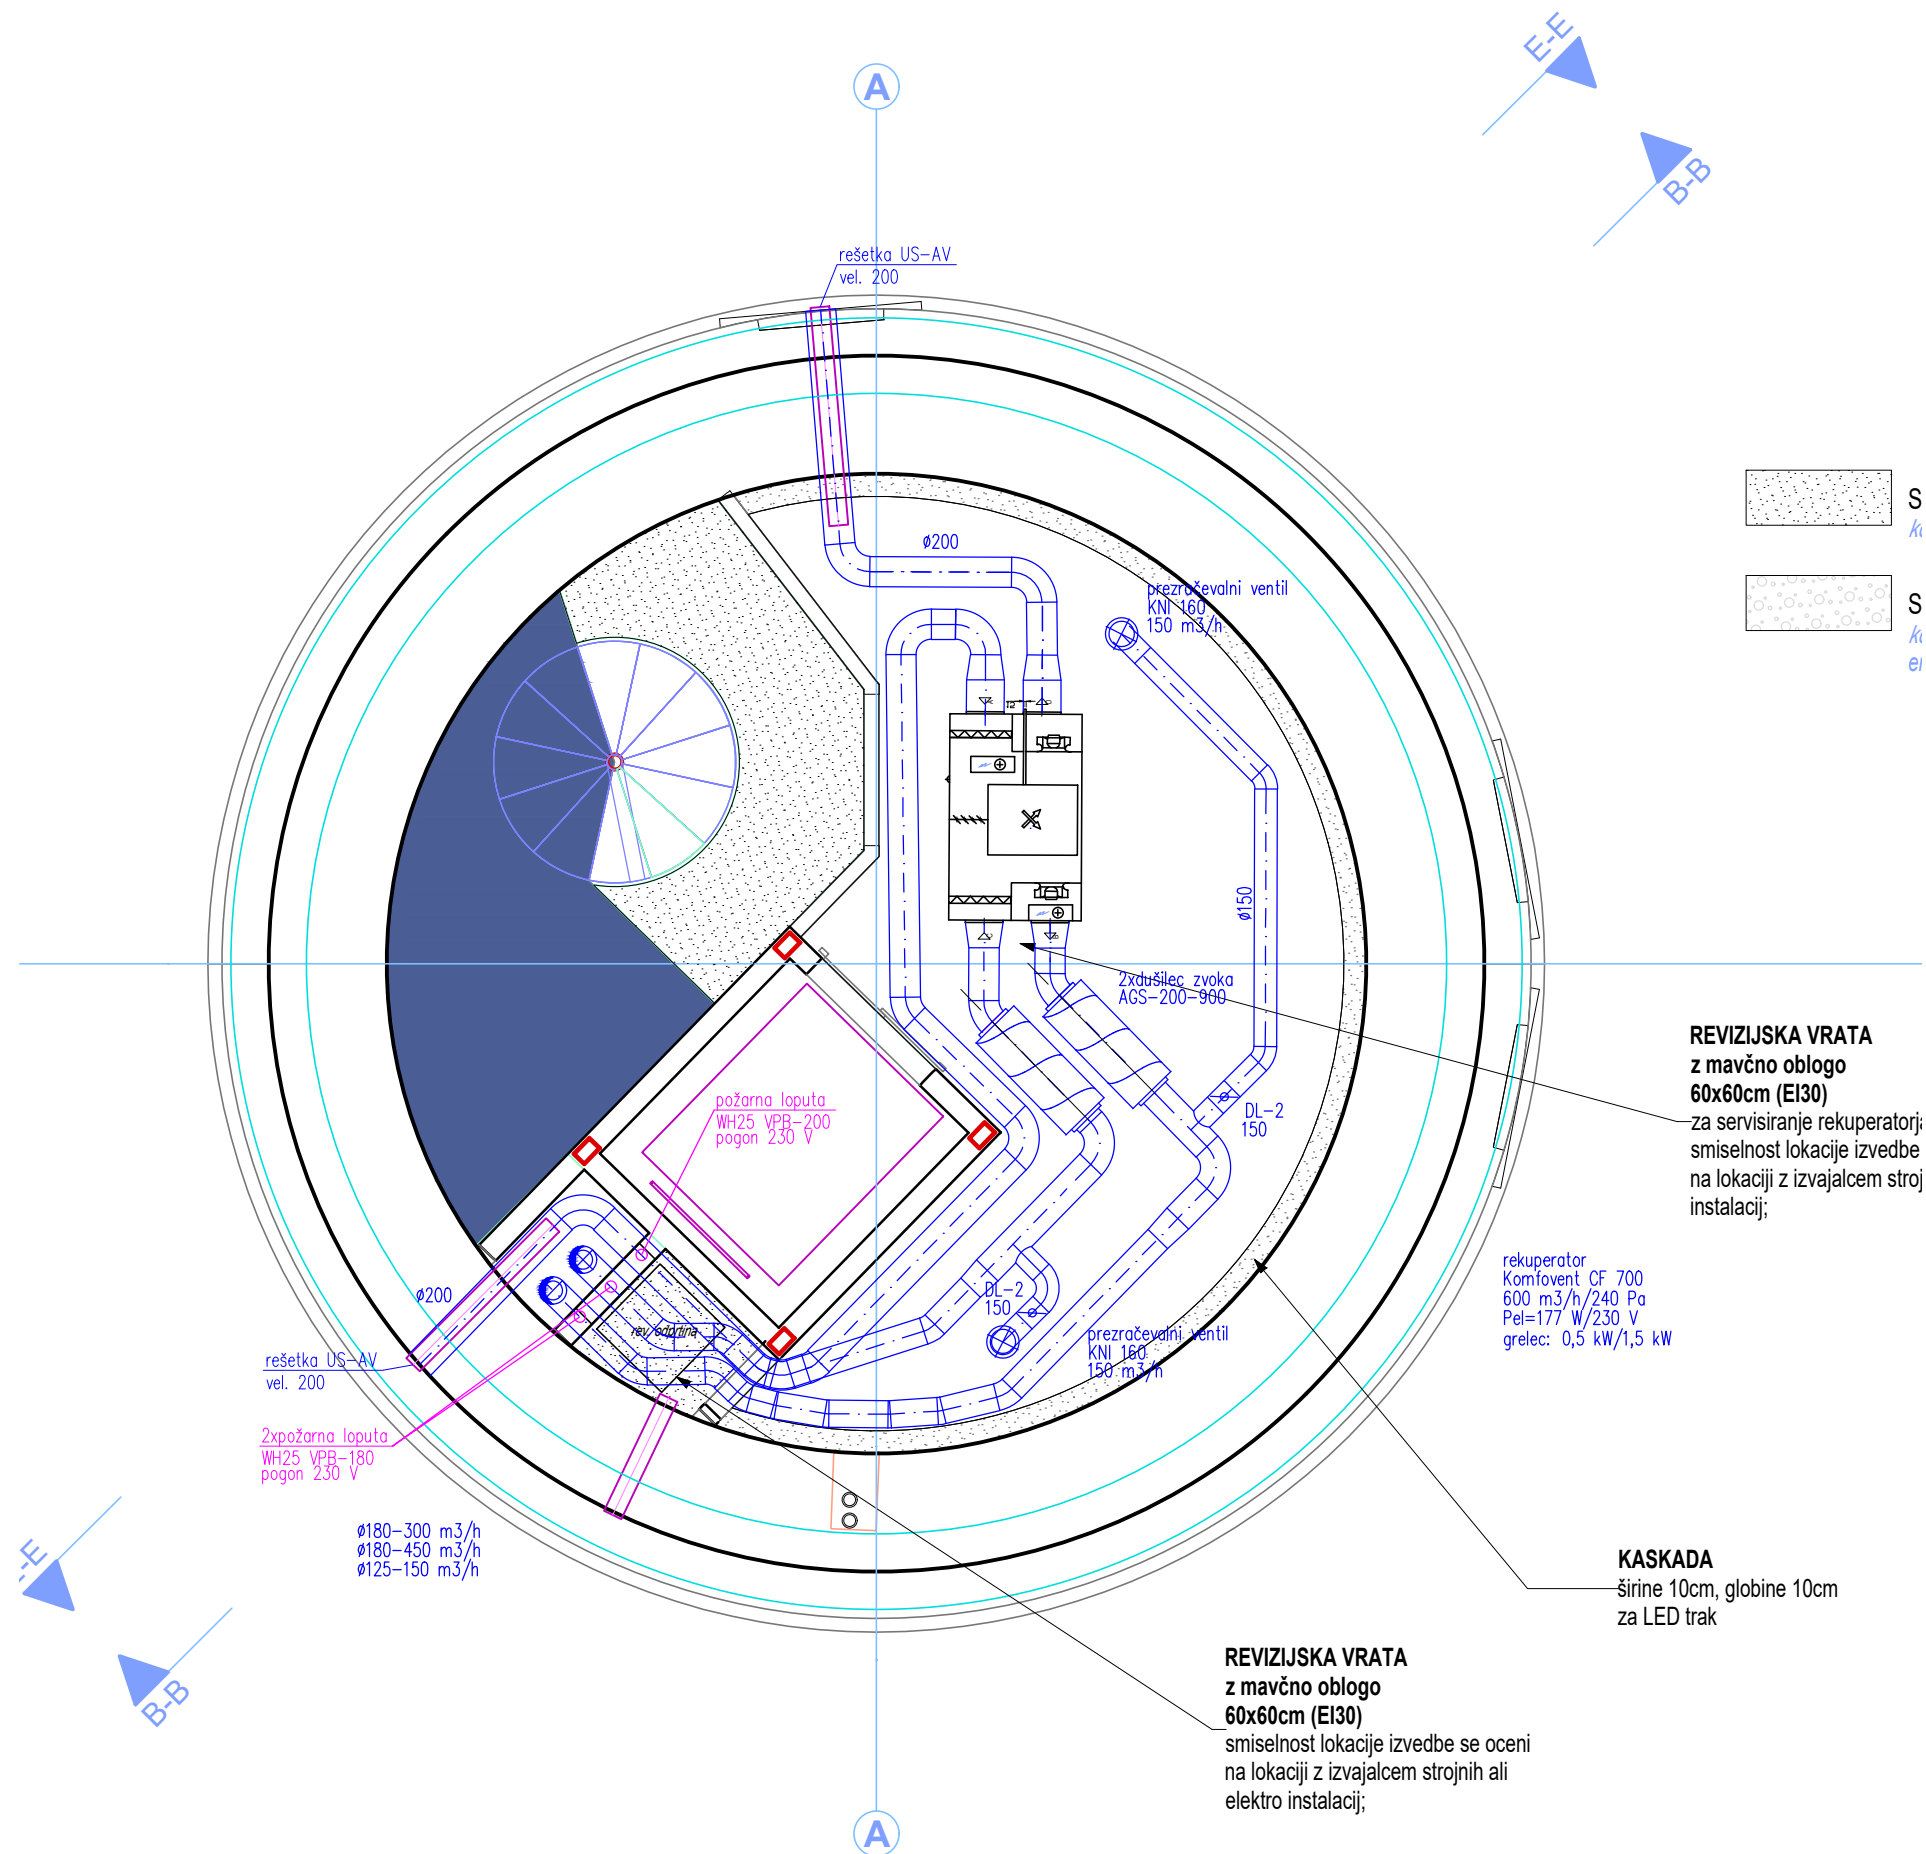 E-E
A
B-B
rešetka US-AV
vel. 200
S
S
ø200
prezračevalni ventil
KNI 160
150 m3/h
ø150
2xdušilec zvoka
AGS-200-900
REVIZIJSKA VRATA
z mavčno oblogo
60x60cm (EI30)
za servisiranje rekuperatorja
smiselnost lokacije izvedbe
na lokaciji z izvajalcem stroj
instalacij;
požarna loputa
WH25 VPB-200
pogon 230 V
DL-2
150
rekuperator
Komfovent CF 700
600 m3/h/240 Pa
Pel=177 W/230 V
grelec: 0,5 kW/1,5 kW
ø200
DL-2
150
rev. odprtina
prezračevalni ventil
KNI 160
150 m3/h
rešetka US-AV
vel. 200
2xpožarna loputa
WH25 VPB-180
pogon 230 V
ø180-300 m3/h
ø180-450 m3/h
ø125-150 m3/h
-E
KASKADA
širine 10cm, globine 10cm
za LED trak
B-B
REVIZIJSKA VRATA
z mavčno oblogo
60x60cm (EI30)
smiselnost lokacije izvedbe se oceni
na lokaciji z izvajalcem strojnih ali
elektro instalacij;
A